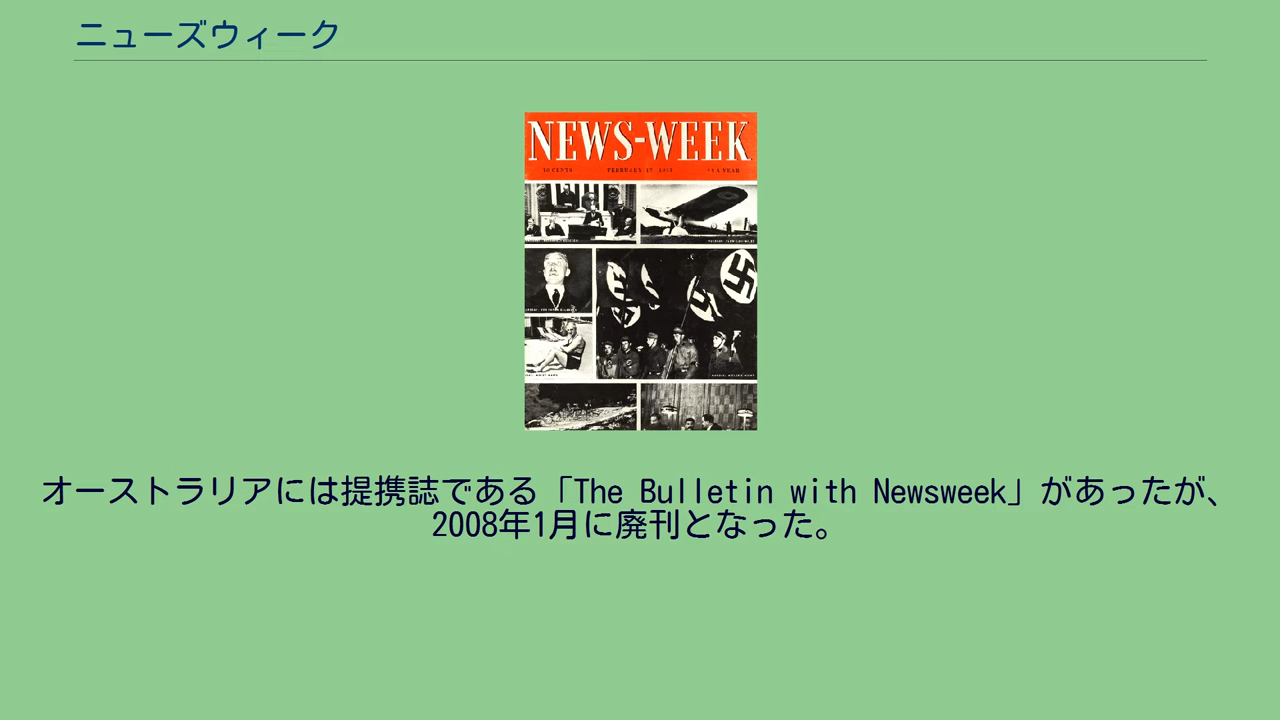 ニューズウィーク
NEWS-WEEK
10 CENTS
オーストラリアには提携誌である「The Bulletin with Newsweek」があったが、
2008年1月に廃刊となった。